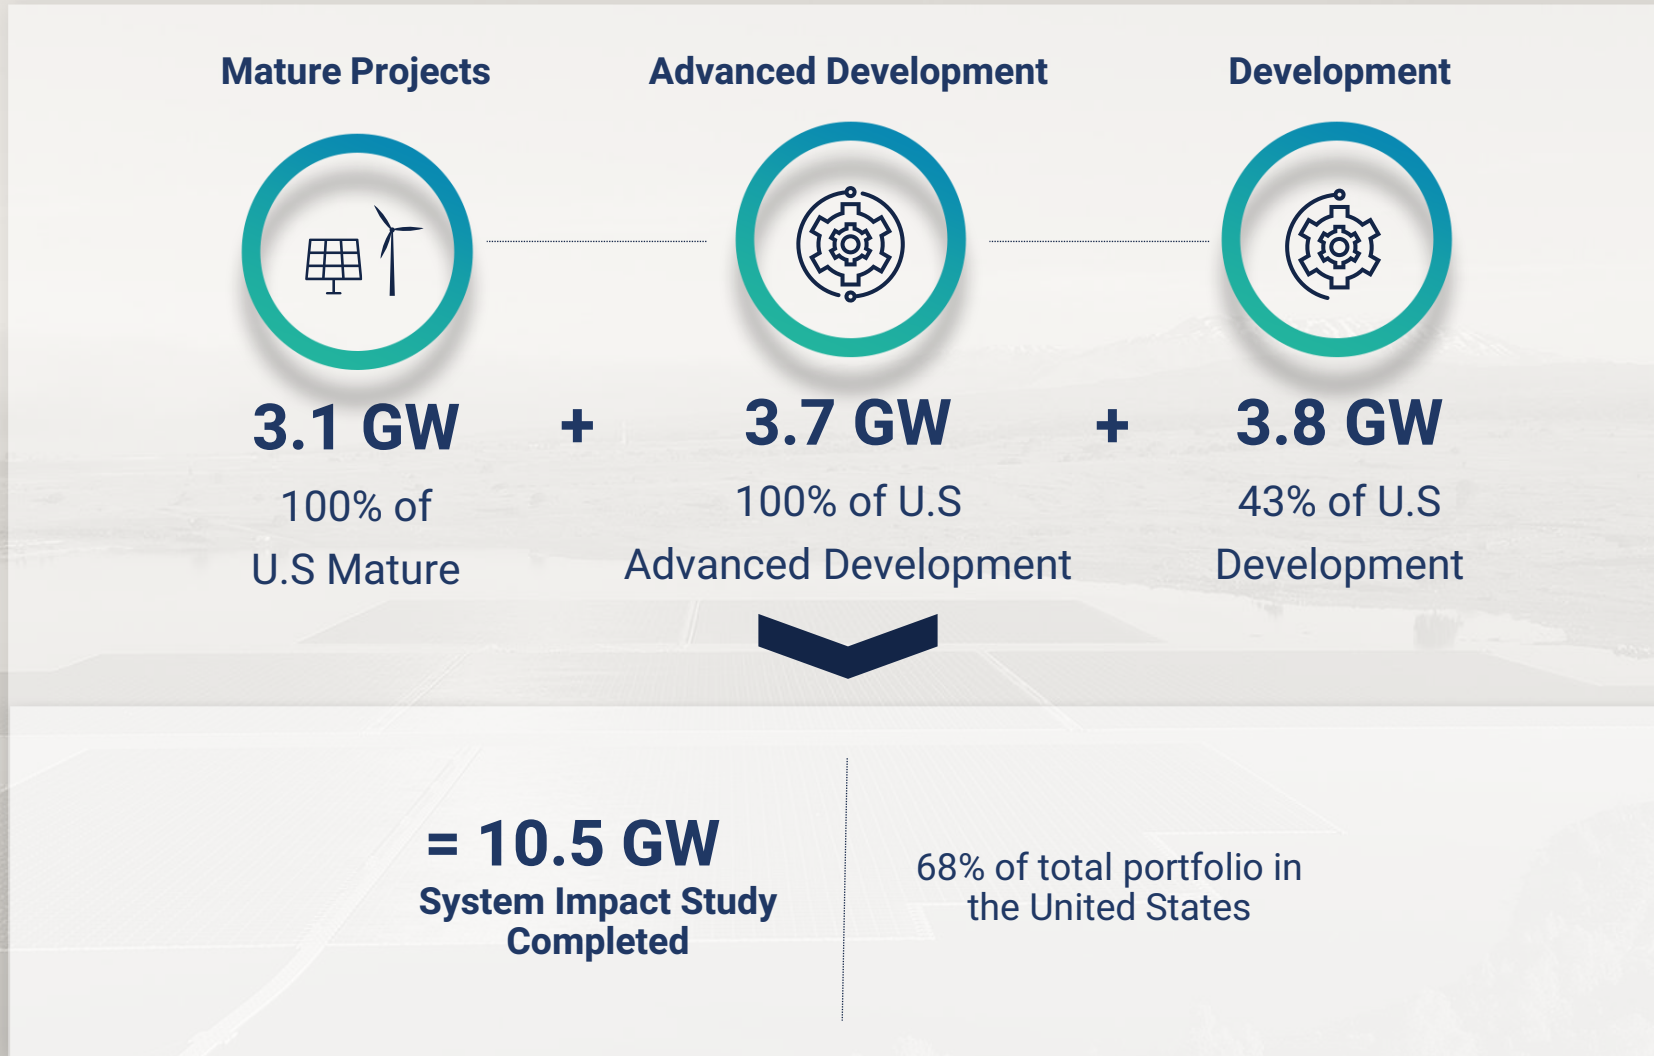 Mature Projects
Advanced Development
Development
3.1 GW + 3.7 GW + 3.8 GW
100% of
U.S Mature
100% of U.S
Advanced Development
43% of U.S
Development
= 10.5 GW
System Impact Study
Completed
68% of total portfolio in
the United States